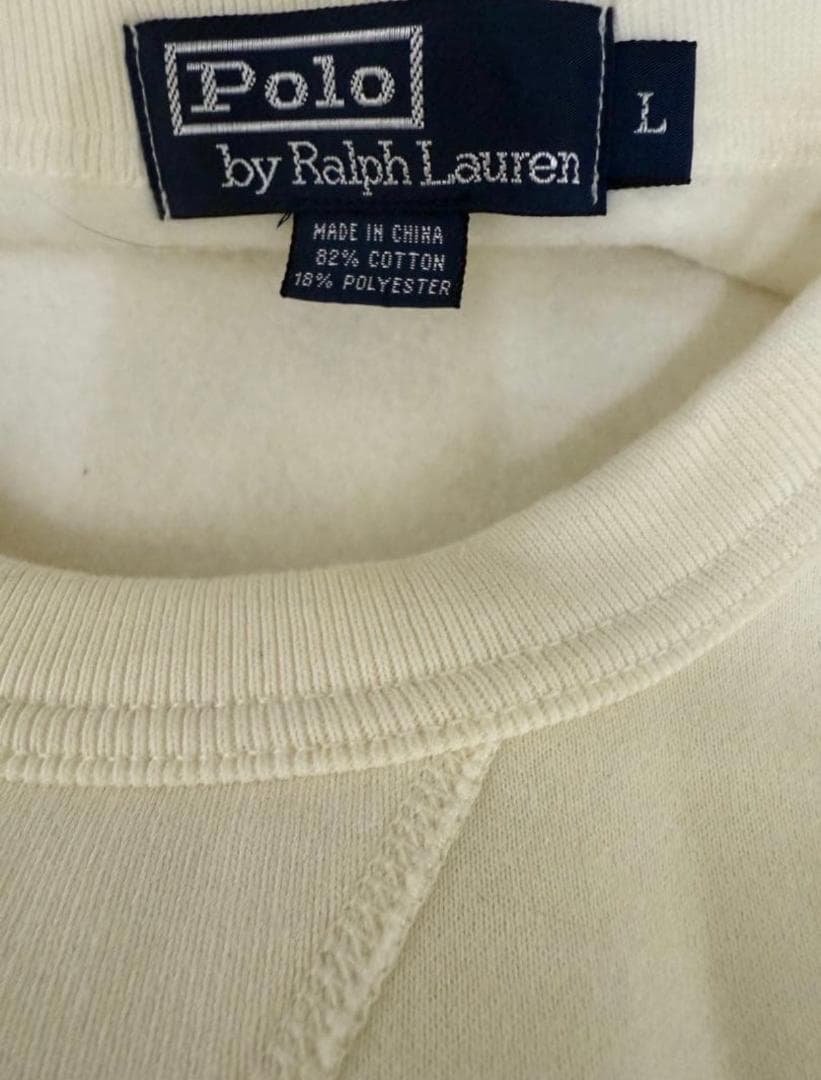 Polo
by Ralph Lauren
L
MADE IN CHINA
82% COTTON
18% POLYESTER